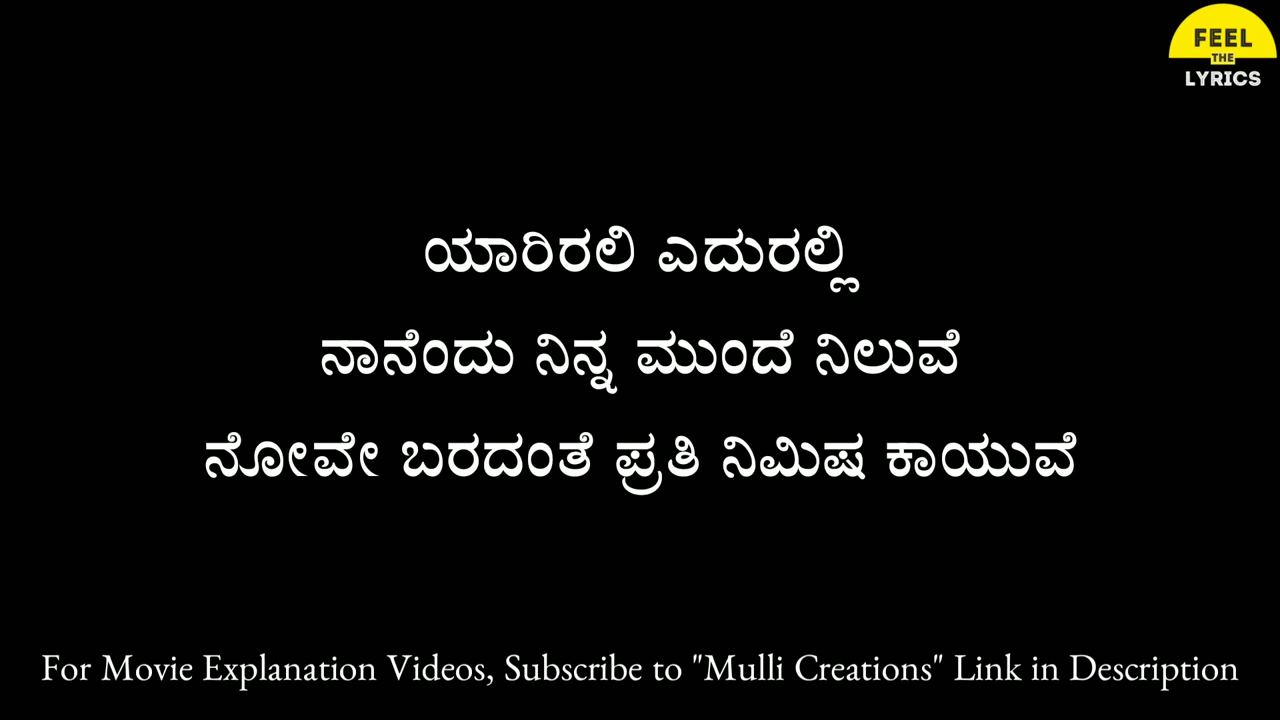 FEEL
THE
LYRICS
ಯಾರಿರಲಿ ಎದುರಲ್ಲಿ
ನಾನೆಂದು ನಿನ್ನ ಮುಂದೆ ನಿಲುವೆ
ನೋವೇ ಬರದಂತೆ ಪ್ರತಿ ನಿಮಿಷ ಕಾಯುವೆ
For Movie Explanation Videos, Subscribe to "Mulli Creations" Link in Description